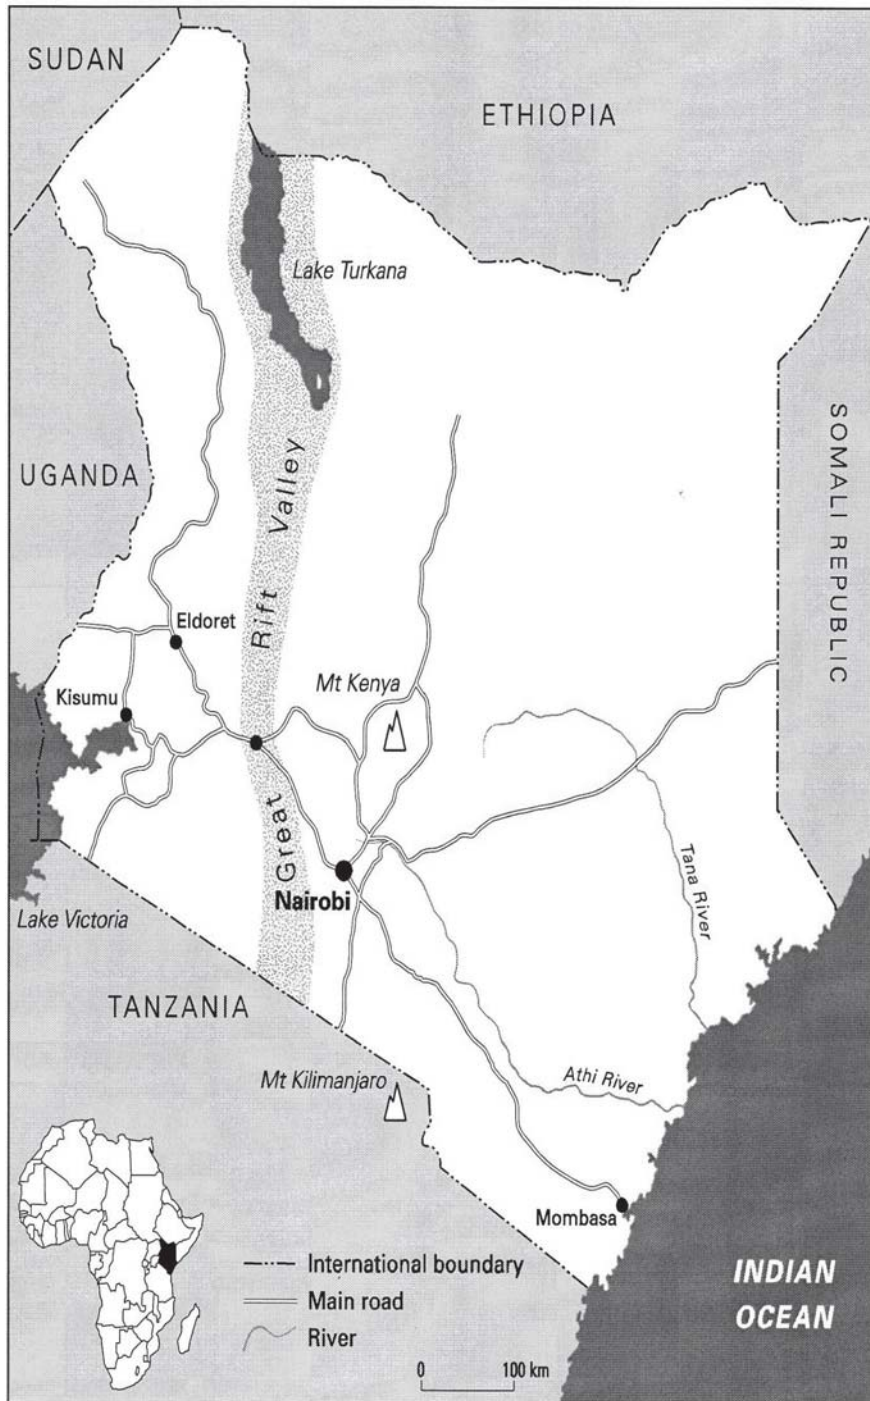 SUDAN
ETHIOPIA
Lake Turkana
UGANDA
SOMALI REPUBLIC
Great Rift Valley
Eldoret
Mt Kenya
Kisumu
Nairobi
Tana River
Lake Victoria
TANZANIA
Mt Kilimanjaro
Athi River
Mombasa
International boundary
Main road
River
0 100 km
INDIAN
OCEAN